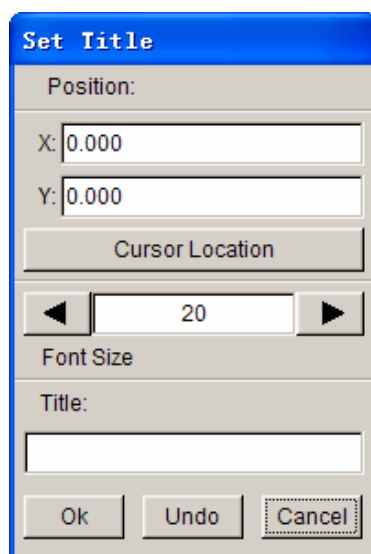 Set Title
Position:
X: 0.000
Y: 0.000
Cursor Location
20
Font Size
Title:
Ok Undo Cancel